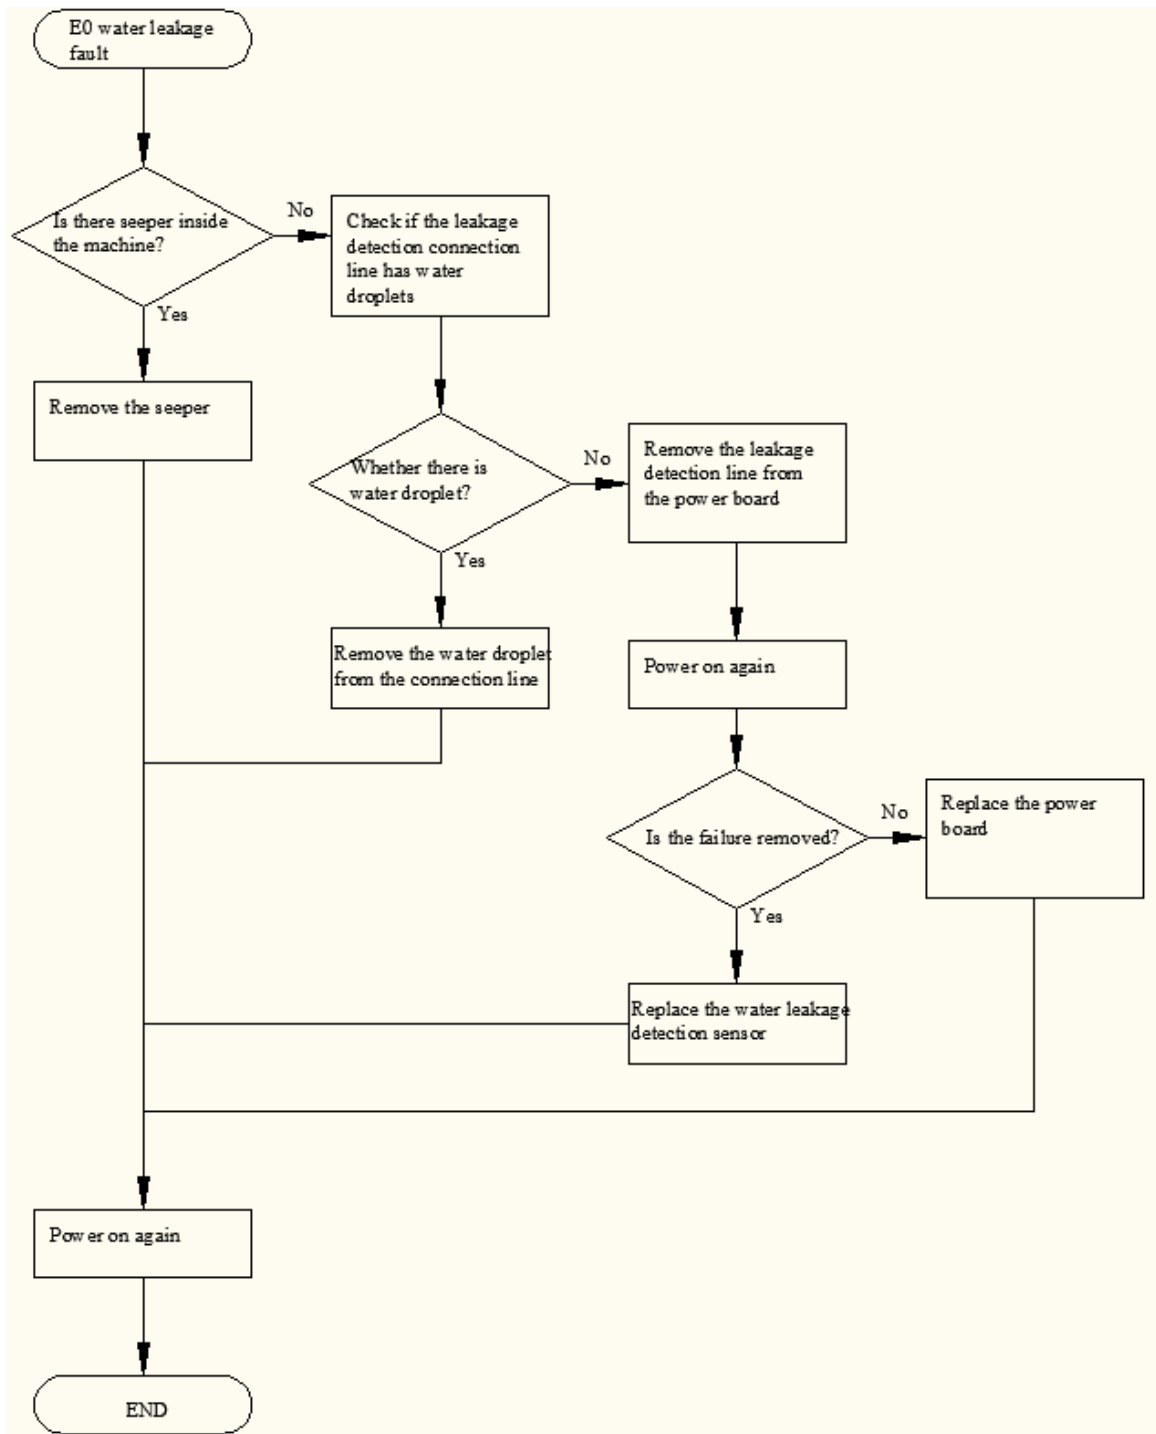 E0 water leakage
fault
Is there seeper inside
the machine?
No
Check if the leakage
detection connection
line has water
droplets
Yes
Remove the seeper
Whether there is
water droplet?
No
Remove the leakage
detection line from
the power board
Yes
Remove the water droplet
from the connection line
Power on again
Is the failure removed?
No
Replace the power
board
Yes
Replace the water leakage
detection sensor
Power on again
END